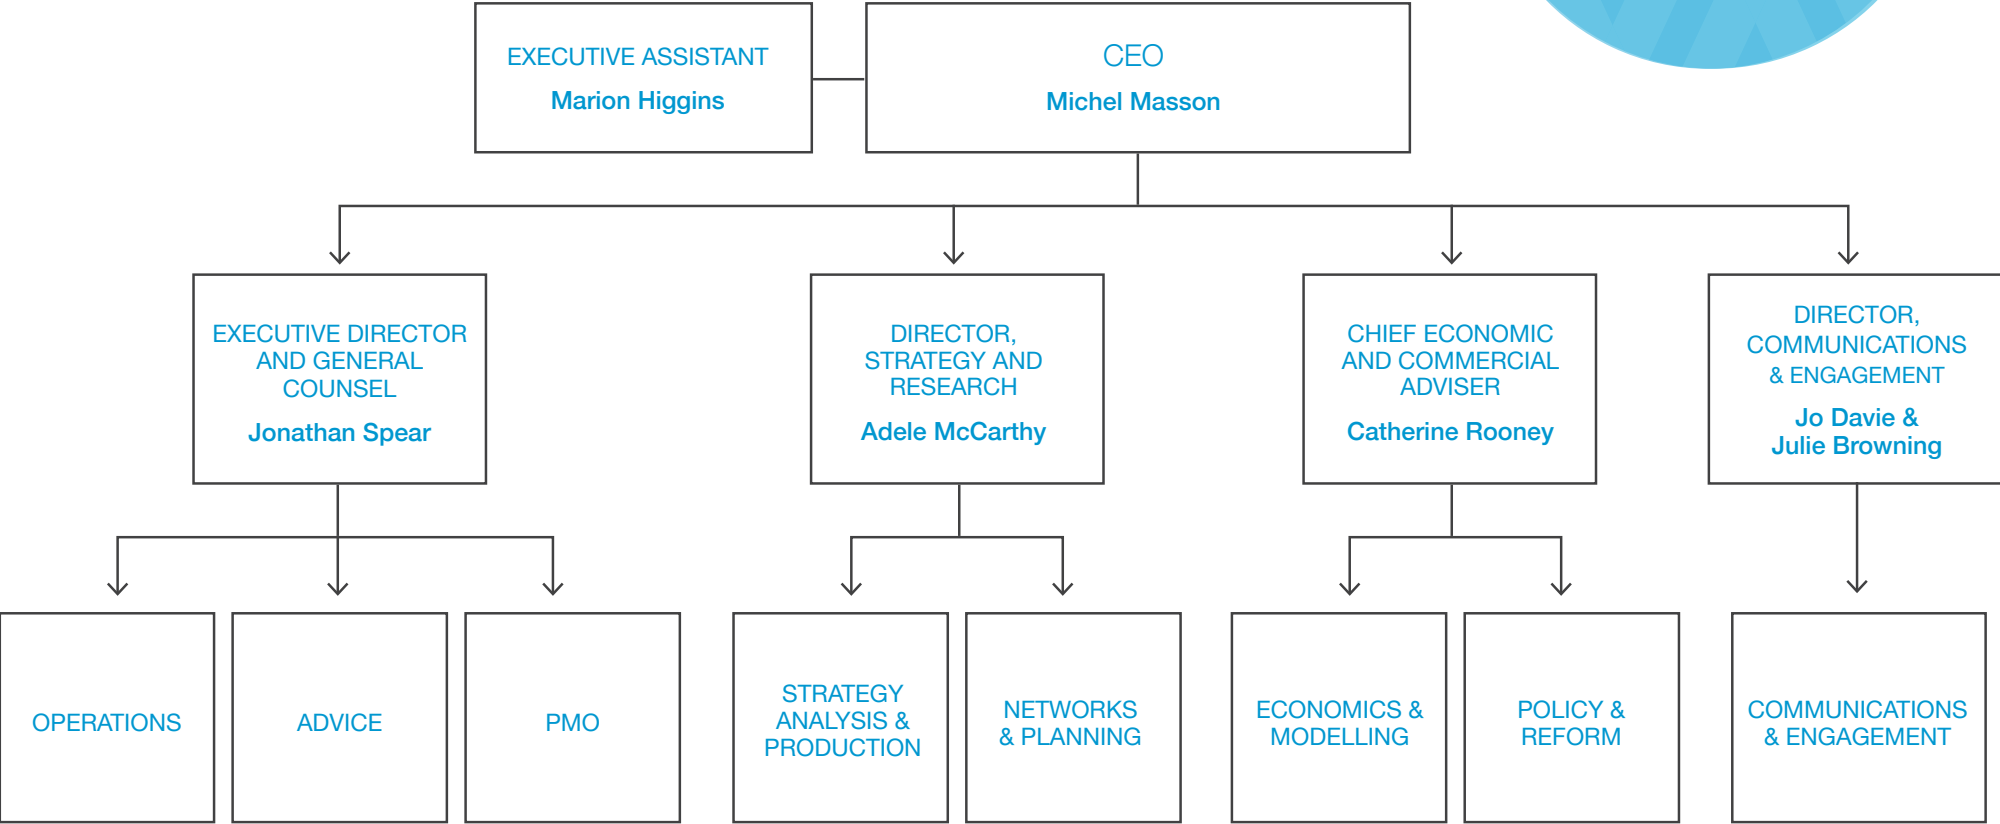 EXECUTIVE ASSISTANT
Marion Higgins
CEO
Michel Masson
EXECUTIVE DIRECTOR
AND GENERAL
COUNSEL
Jonathan Spear
DIRECTOR,
STRATEGY AND
RESEARCH
Adele McCarthy
CHIEF ECONOMIC
AND COMMERCIAL
ADVISER
Catherine Rooney
DIRECTOR,
COMMUNICATIONS
& ENGAGEMENT
Jo Davie &
Julie Browning
OPERATIONS
ADVICE
PMO
STRATEGY
ANALYSIS &
PRODUCTION
NETWORKS
& PLANNING
ECONOMICS &
MODELLING
POLICY &
REFORM
COMMUNICATIONS
& ENGAGEMENT